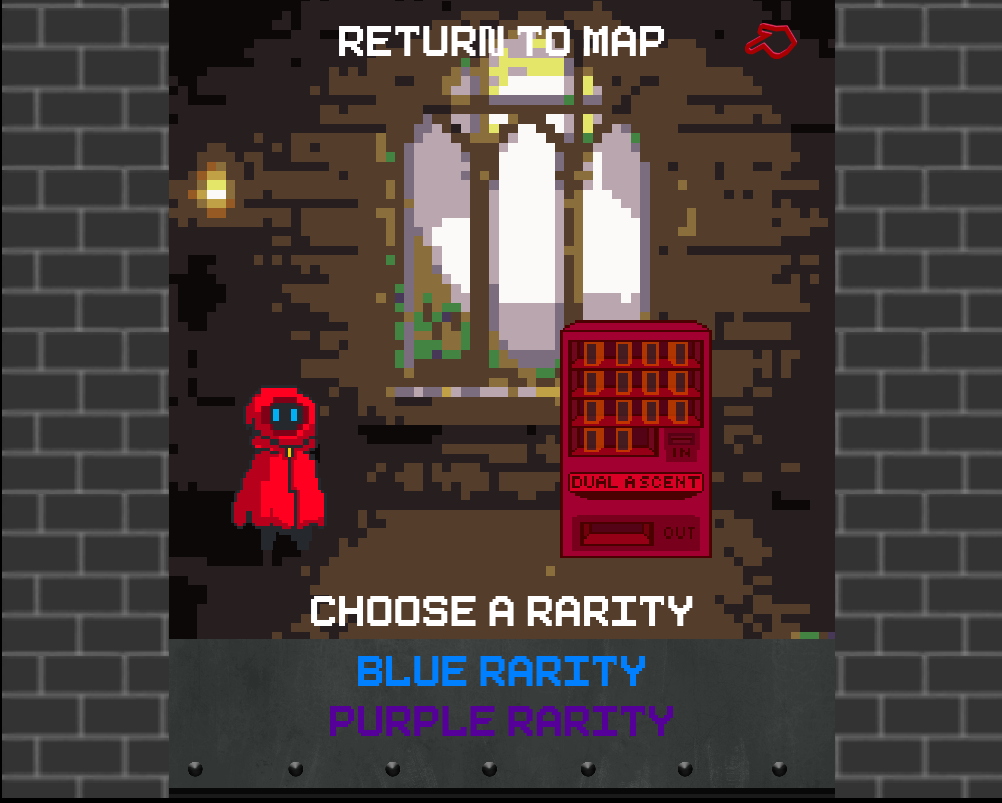 RETURN TO MAP
IN
DUAL ASCENT
OUT
CHOOSE A RARITY
BLUE RARITY
PURPLE RARITY